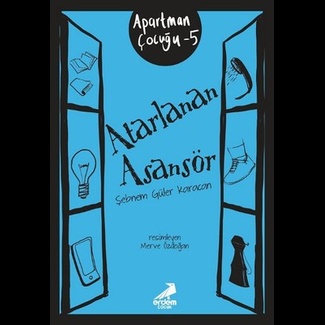 Apartman
Çocuğu-5
Atarlanan
Asansör
Şebnem Güler Karacan
resimleyen
Merve Özdoğan
erdem
ÇOCUK